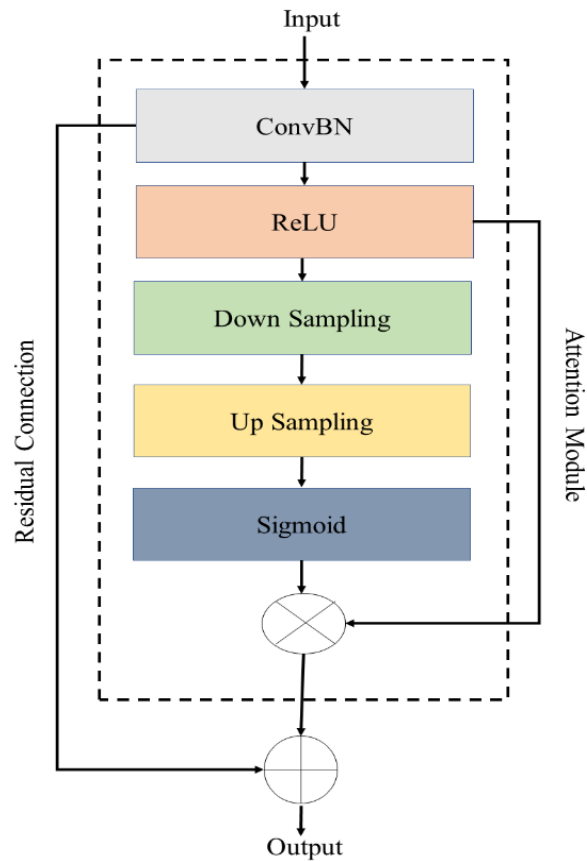 Input
ConvBN
ReLU
Down Sampling
Up Sampling
Sigmoid
Residual Connection
Attention Module
Output